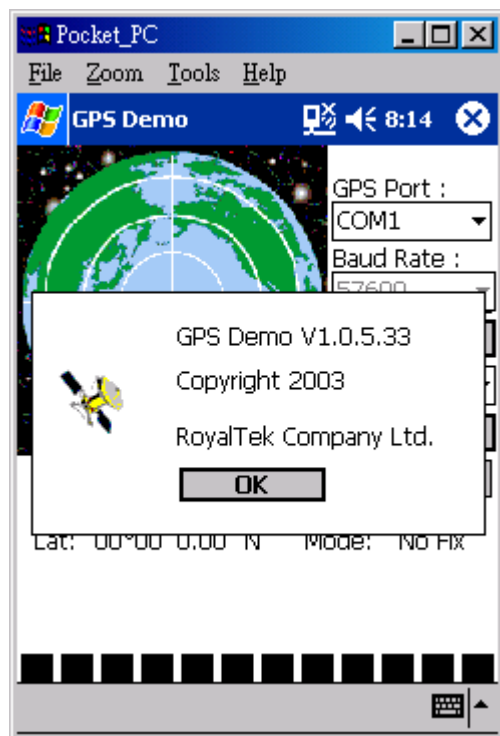 Pocket_PC
File Zoom Tools Help
GPS Demo 8:14
GPS Port :
COM1
Baud Rate :
57600
GPS Demo V1.0.5.33
Copyright 2003
RoyalTek Company Ltd.
OK
Lat: 00°00 0.00 N Mode: No Fix